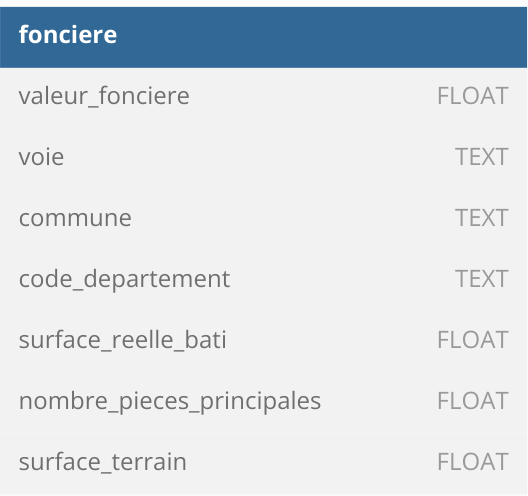 fonciere
valeur_fonciere FLOAT
voie TEXT
commune TEXT
code_departement TEXT
surface_reelle_bati FLOAT
nombre_pieces_principales FLOAT
surface_terrain FLOAT